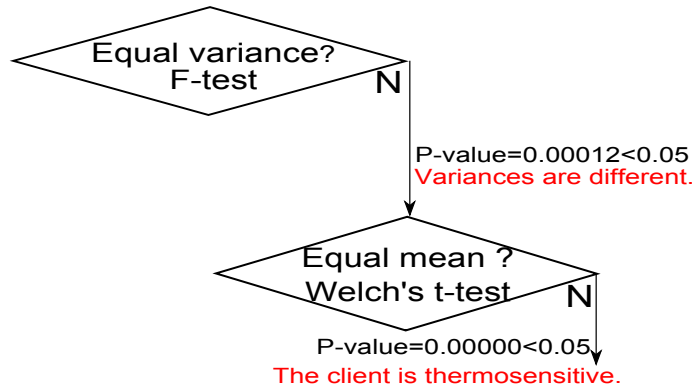 Equal variance?
F-test
N
P-value=0.00012<0.05
Variances are different.
Equal mean ?
Welch's t-test
N
P-value=0.00000<0.05
The client is thermosensitive.